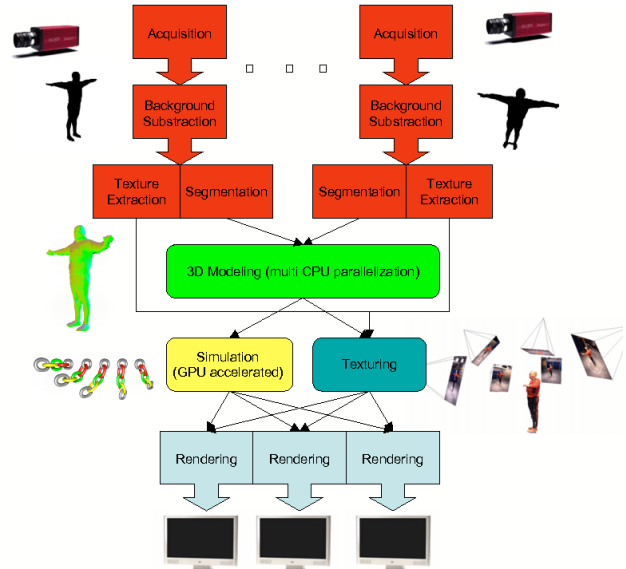 Acquisition
Acquisition
Background
Substraction
Background
Substraction
Texture
Extraction
Segmentation
Segmentation
Texture
Extraction
3D Modeling (multi CPU parallelization)
Simulation
(GPU accelerated)
Texturing
Rendering
Rendering
Rendering